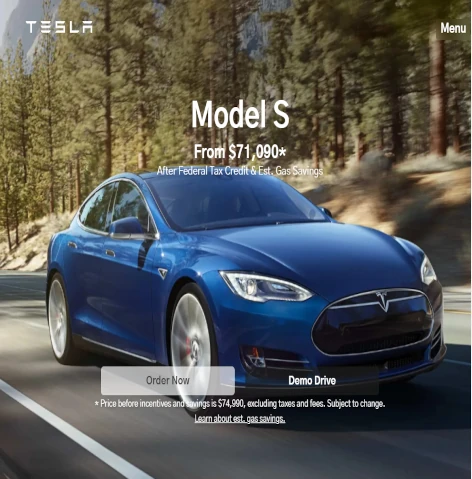 TESLA
Menu
Model S
From $71,090*
After Federal Tax Credit & Est. Gas Savings
Order Now
Demo Drive
* Price before incentives and savings is $74,990, excluding taxes and fees. Subject to change.
Learn about est. gas savings.